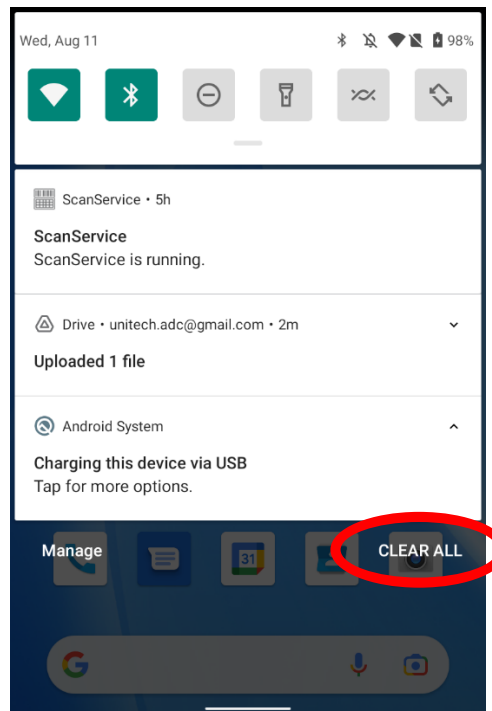 Wed, Aug 11 98%
ScanService • 5h
ScanService
ScanService is running.
Drive • unitech.adc@gmail.com • 2m
Uploaded 1 file
Android System
Charging this device via USB
Tap for more options.
Manage CLEAR ALL
31
G